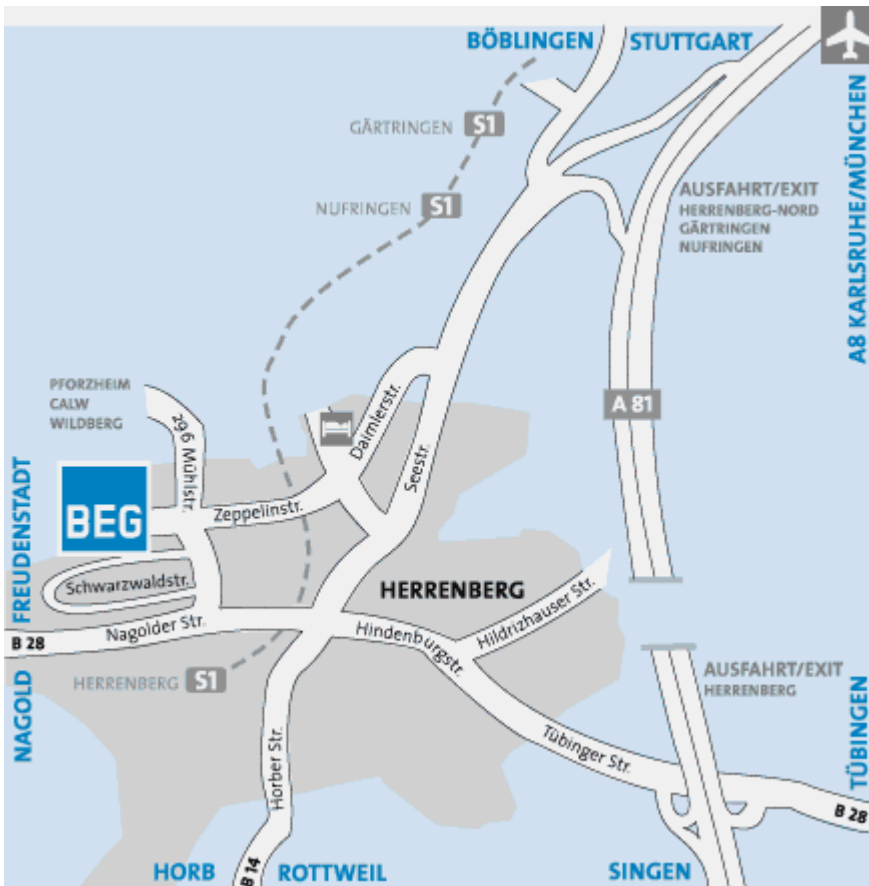 BÖBLINGEN
STUTTGART
A8 KARLSRUHE/MÜNCHEN
GÄRTRINGEN S1
NUFRINGEN S1
AUSFAHRT/EXIT
HERRENBERG-NORD
GÄRTRINGEN
NUFRINGEN
PFORZHEIM
CALW
WILDBERG
A 81
296 Mühlstr.
Daimlerstr.
Seestr.
FREUDENSTADT
BEG
Zeppelinstr.
Schwarzwaldstr.
HERRENBERG
Hildrizhauser Str.
B 28
Nagolder Str.
Hindenburgstr.
HERRENBERG S1
NAGOLD
AUSFAHRT/EXIT
HERRENBERG
TÜBINGEN
Horber Str.
Tübinger Str.
B 28
HORB
B 14
ROTTWEIL
SINGEN